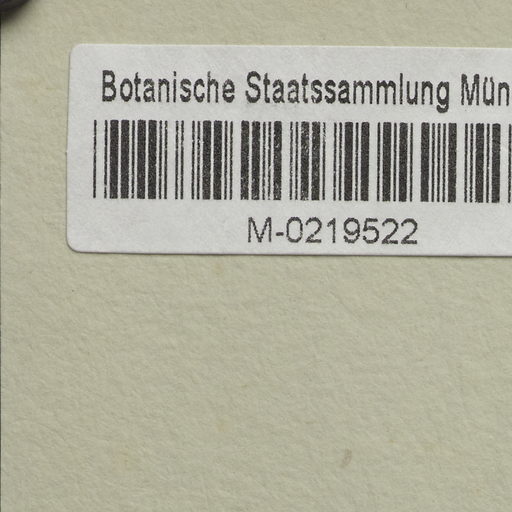 Botanische Staatssammlung Mün
M-0219522